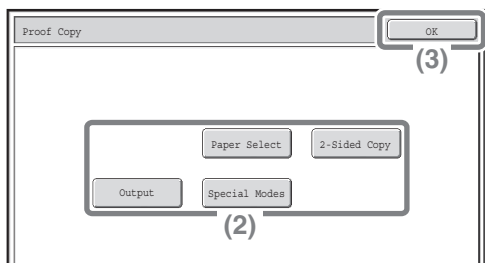 Proof Copy OK
(3)
Paper Select 2-Sided Copy
Output Special Modes
(2)